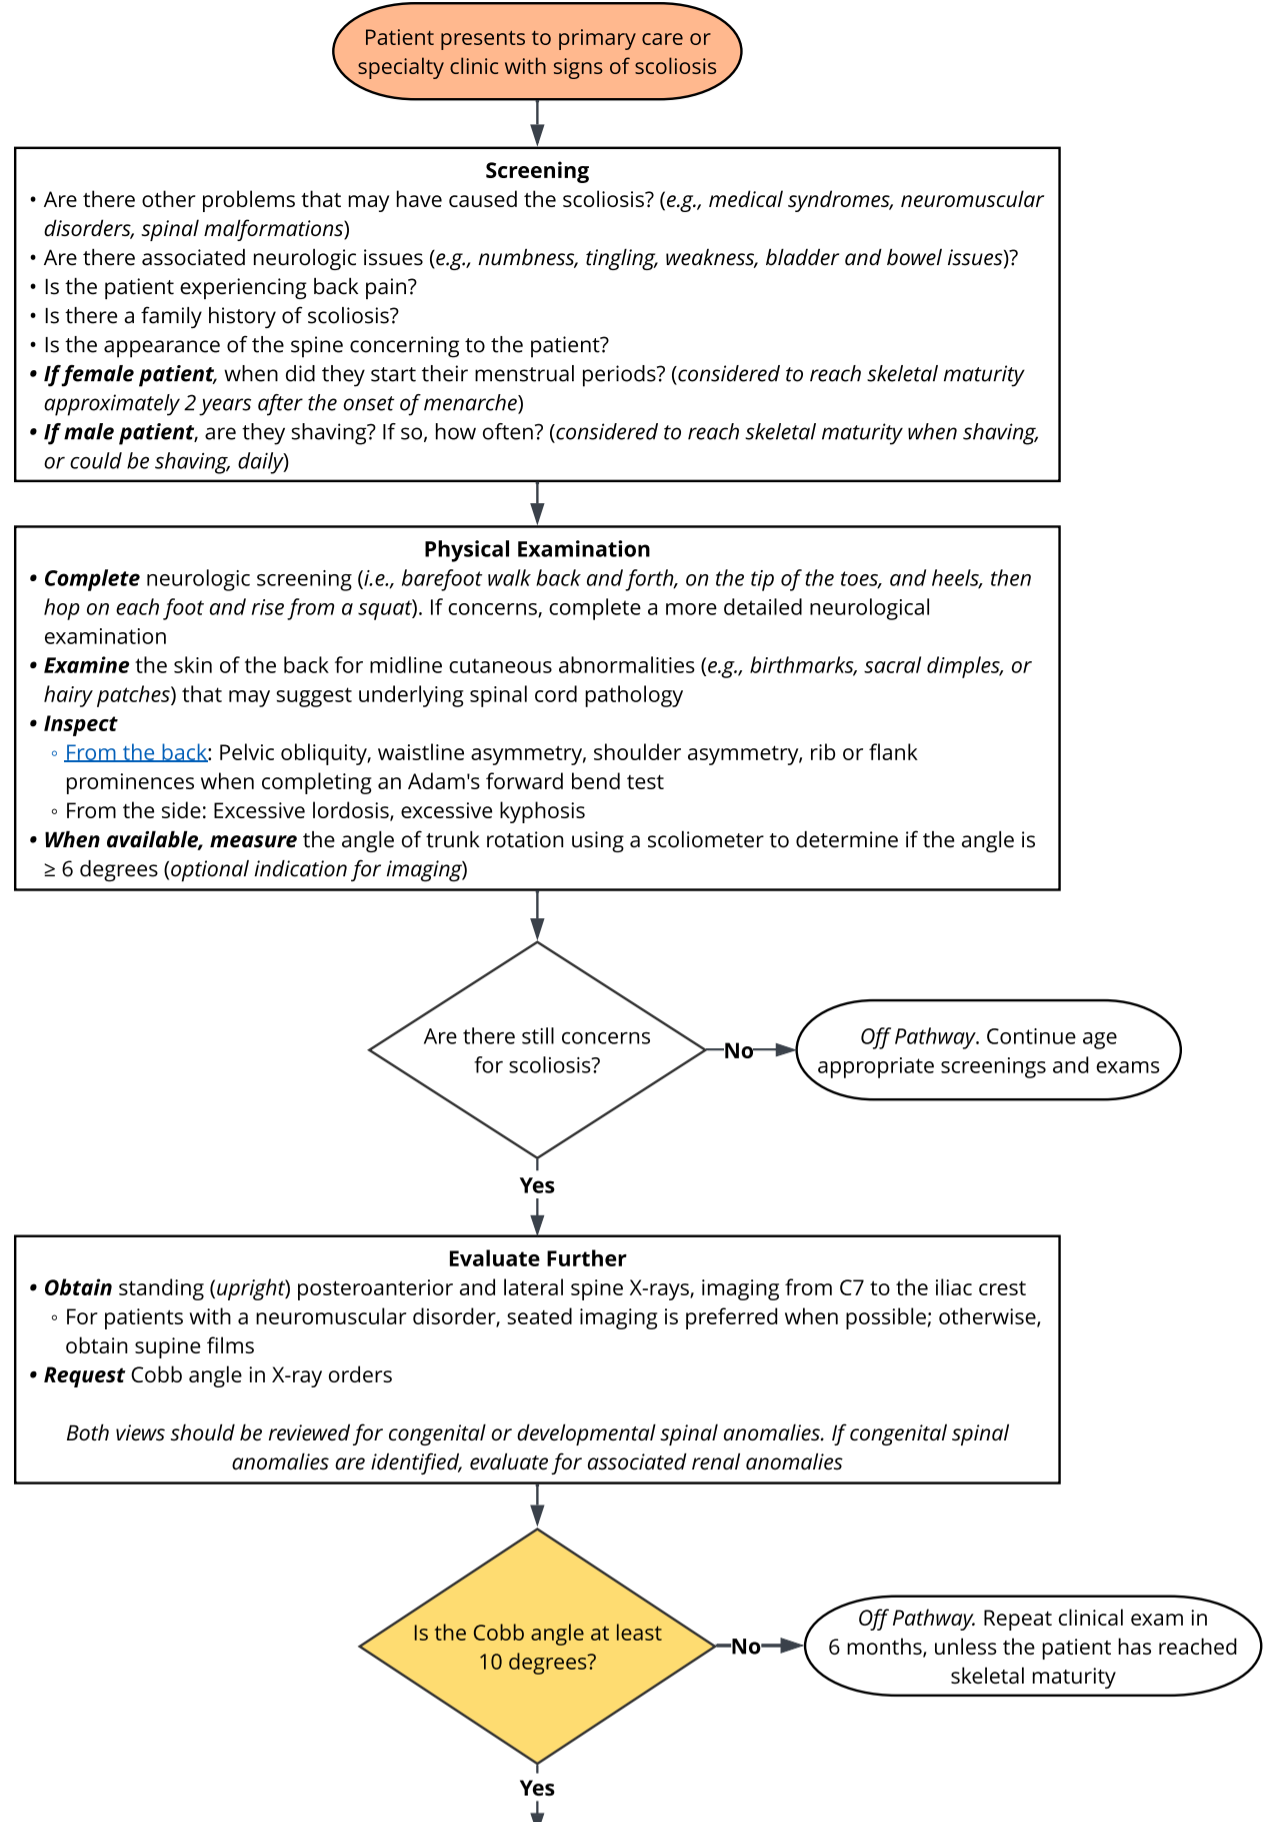 Patient presents to primary care or
specialty clinic with signs of scoliosis
Screening
• Are there other problems that may have caused the scoliosis? (e.g., medical syndromes, neuromuscular
disorders, spinal malformations)
• Are there associated neurologic issues (e.g., numbness, tingling, weakness, bladder and bowel issues)?
• Is the patient experiencing back pain?
• Is there a family history of scoliosis?
• Is the appearance of the spine concerning to the patient?
• If female patient, when did they start their menstrual periods? (considered to reach skeletal maturity
approximately 2 years after the onset of menarche)
• If male patient, are they shaving? If so, how often? (considered to reach skeletal maturity when shaving,
or could be shaving, daily)
Physical Examination
• Complete neurologic screening (i.e., barefoot walk back and forth, on the tip of the toes, and heels, then
hop on each foot and rise from a squat). If concerns, complete a more detailed neurological
examination
• Examine the skin of the back for midline cutaneous abnormalities (e.g., birthmarks, sacral dimples, or
hairy patches) that may suggest underlying spinal cord pathology
• Inspect
◦ From the back: Pelvic obliquity, waistline asymmetry, shoulder asymmetry, rib or flank
prominences when completing an Adam's forward bend test
◦ From the side: Excessive lordosis, excessive kyphosis
• When available, measure the angle of trunk rotation using a scoliometer to determine if the angle is
≥ 6 degrees (optional indication for imaging)
Are there still concerns
for scoliosis?
No
Off Pathway. Continue age
appropriate screenings and exams
Yes
Evaluate Further
• Obtain standing (upright) posteroanterior and lateral spine X-rays, imaging from C7 to the iliac crest
◦ For patients with a neuromuscular disorder, seated imaging is preferred when possible; otherwise,
obtain supine films
• Request Cobb angle in X-ray orders
Both views should be reviewed for congenital or developmental spinal anomalies. If congenital spinal
anomalies are identified, evaluate for associated renal anomalies
Is the Cobb angle at least
10 degrees?
No
Off Pathway. Repeat clinical exam in
6 months, unless the patient has reached
skeletal maturity
Yes